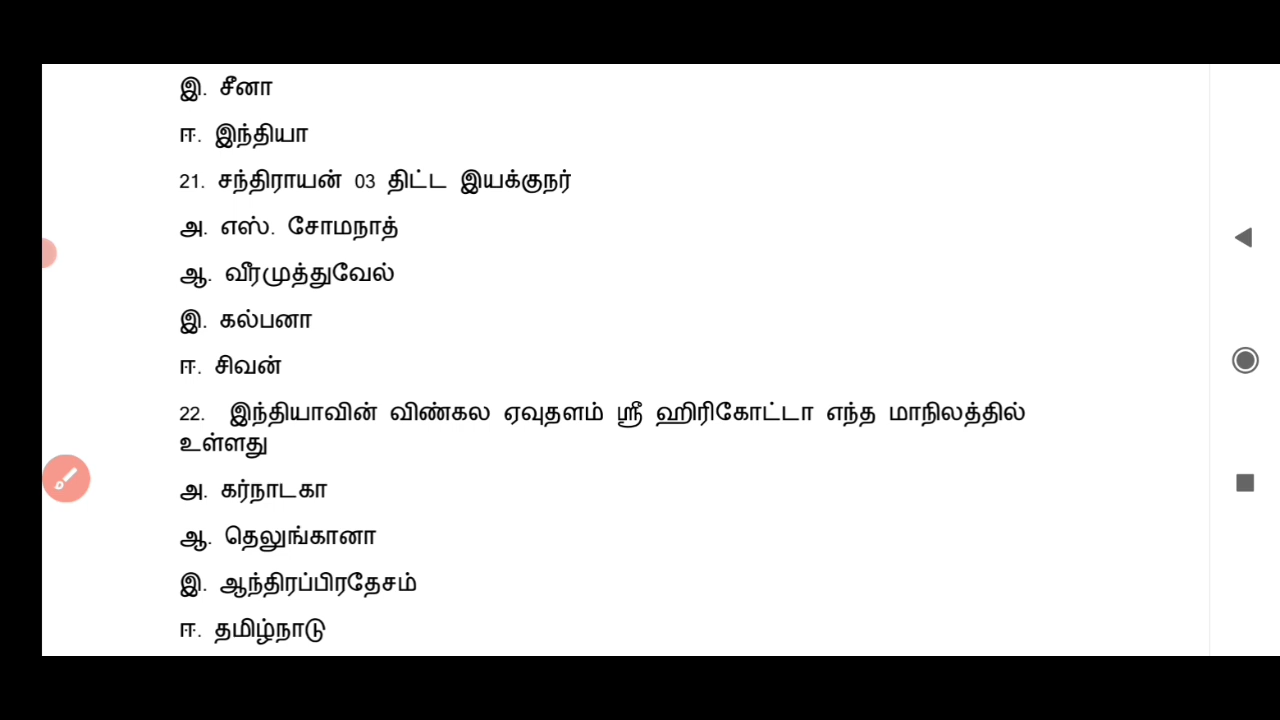 இ. சீனா
ஈ. இந்தியா
21. சந்திராயன் 03 திட்ட இயக்குநர்
அ. எஸ். சோமநாத்
ஆ. வீரமுத்துவேல்
இ. கல்பனா
ஈ. சிவன்
22. இந்தியாவின் விண்கல ஏவுதளம் ஸ்ரீ ஹிரிகோட்டா எந்த மாநிலத்தில்
உள்ளது
அ. கர்நாடகா
ஆ. தெலுங்கானா
இ. ஆந்திரப்பிரதேசம்
ஈ. தமிழ்நாடு